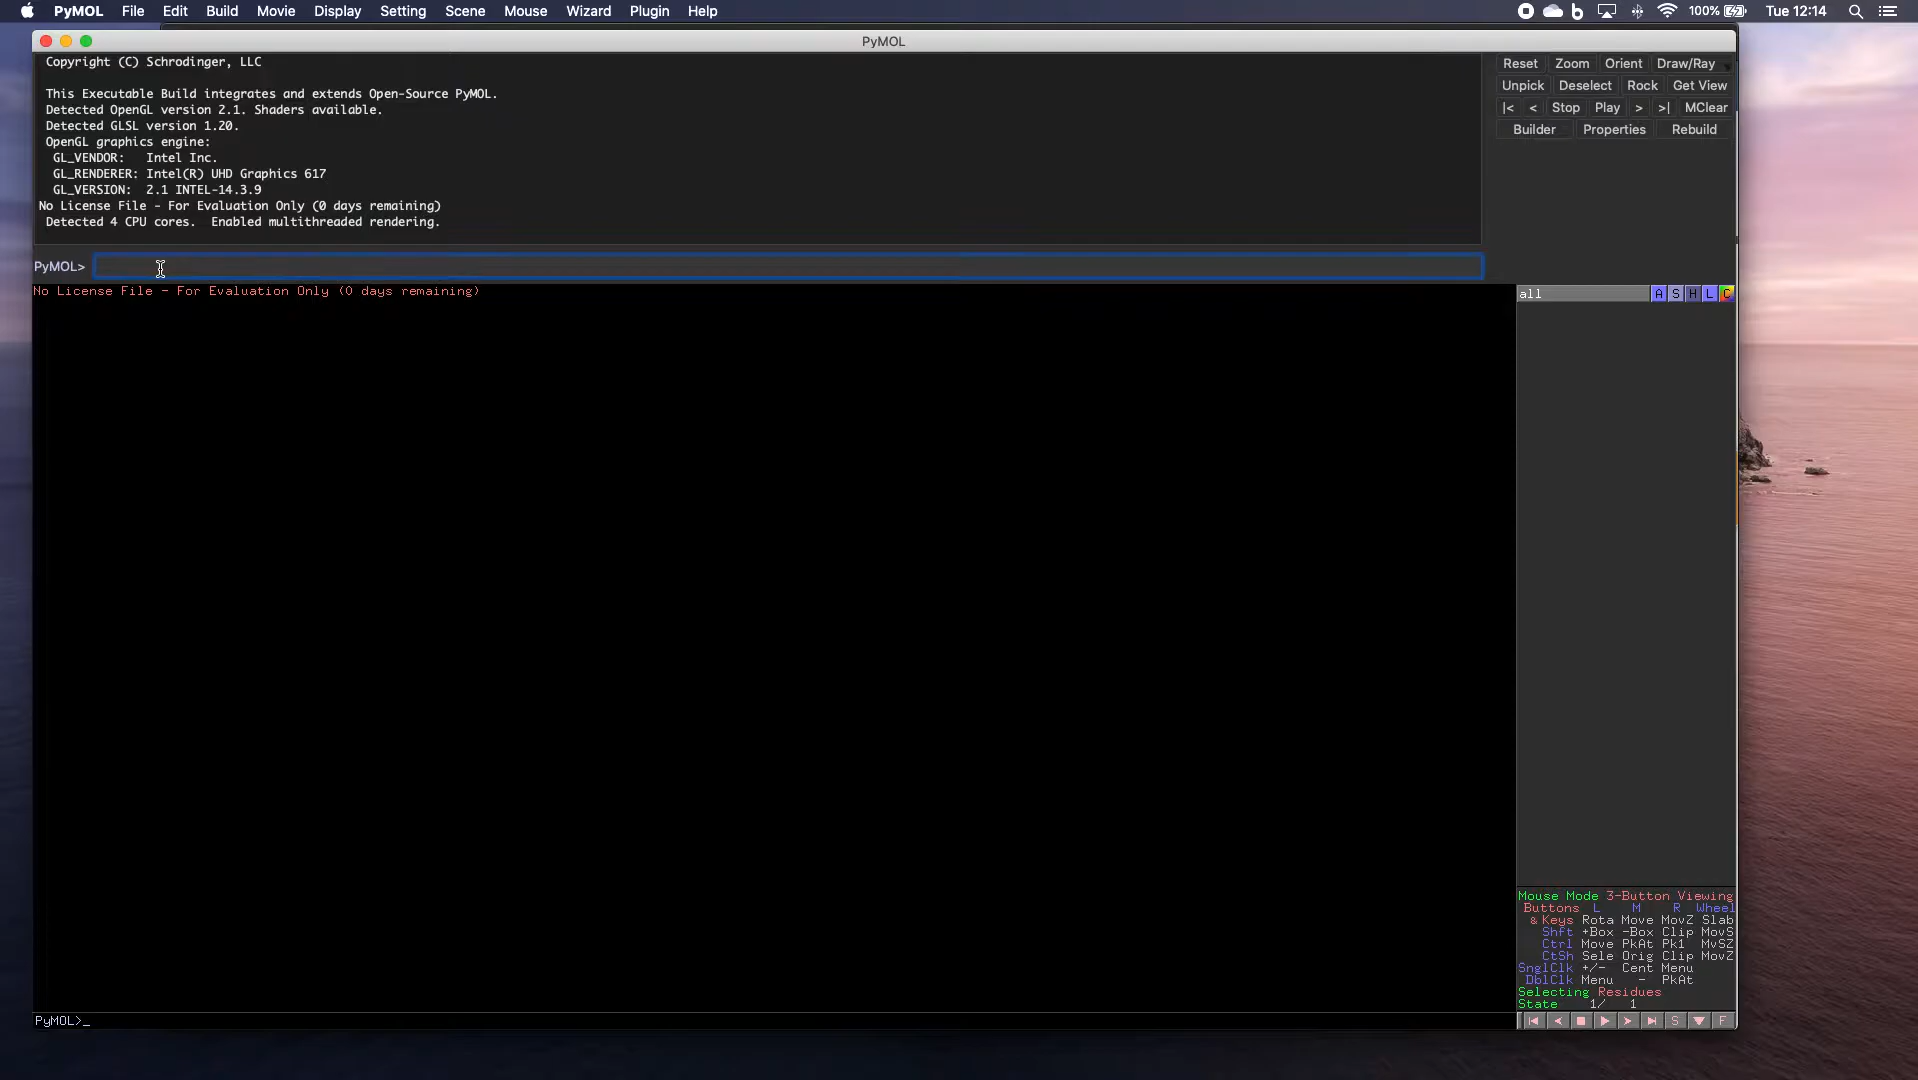 PyMOL File Edit Build Movie Display Setting Scene Mouse Wizard Plugin Help 100% Tue 12:14
PyMOL
Copyright (C) Schrodinger, LLC
This Executable Build integrates and extends Open-Source PyMOL.
Detected OpenGL version 2.1. Shaders available.
Detected GLSL version 1.20.
OpenGL graphics engine:
GL_VENDOR: Intel Inc.
GL_RENDERER: Intel(R) UHD Graphics 617
GL_VERSION: 2.1 INTEL-14.3.9
No License File - For Evaluation Only (0 days remaining)
Detected 4 CPU cores. Enabled multithreaded rendering.
Reset Zoom Orient Draw/Ray
Unpick Deselect Rock Get View
|< < Stop Play > >| MClear
Builder Properties Rebuild
PyMOL>
No License File - For Evaluation Only (0 days remaining)
all A S H L C
Mouse Mode 3-Button Viewing
Buttons L M R Wheel
& Keys Rota Move MovZ Slab
Shft +Box -Box Clip MovS
Ctrl Move PkAt Pk1 MvSZ
CtSh Sele Orig Clip MovZ
SnglClk +/- Cent Menu
DblClk Menu - PkAt
Selecting Residues
State 1/ 1
PyMOL>_
S F